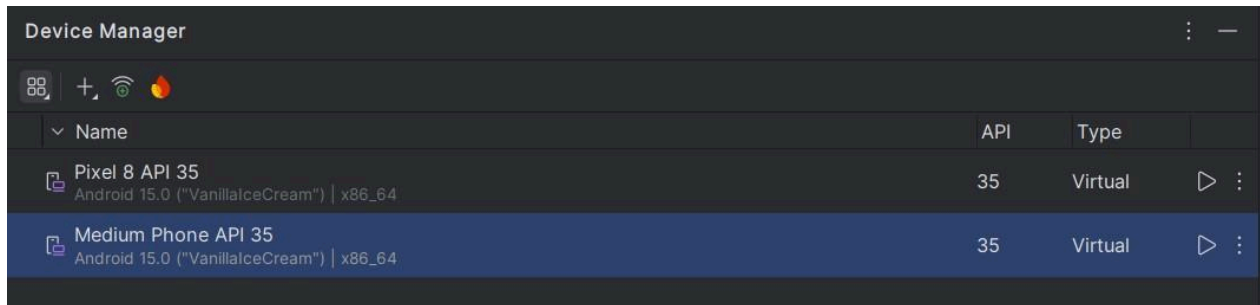 Device Manager
Name API Type
Pixel 8 API 35
Android 15.0 ("VanillaIceCream") | x86_64
35 Virtual
Medium Phone API 35
Android 15.0 ("VanillaIceCream") | x86_64
35 Virtual